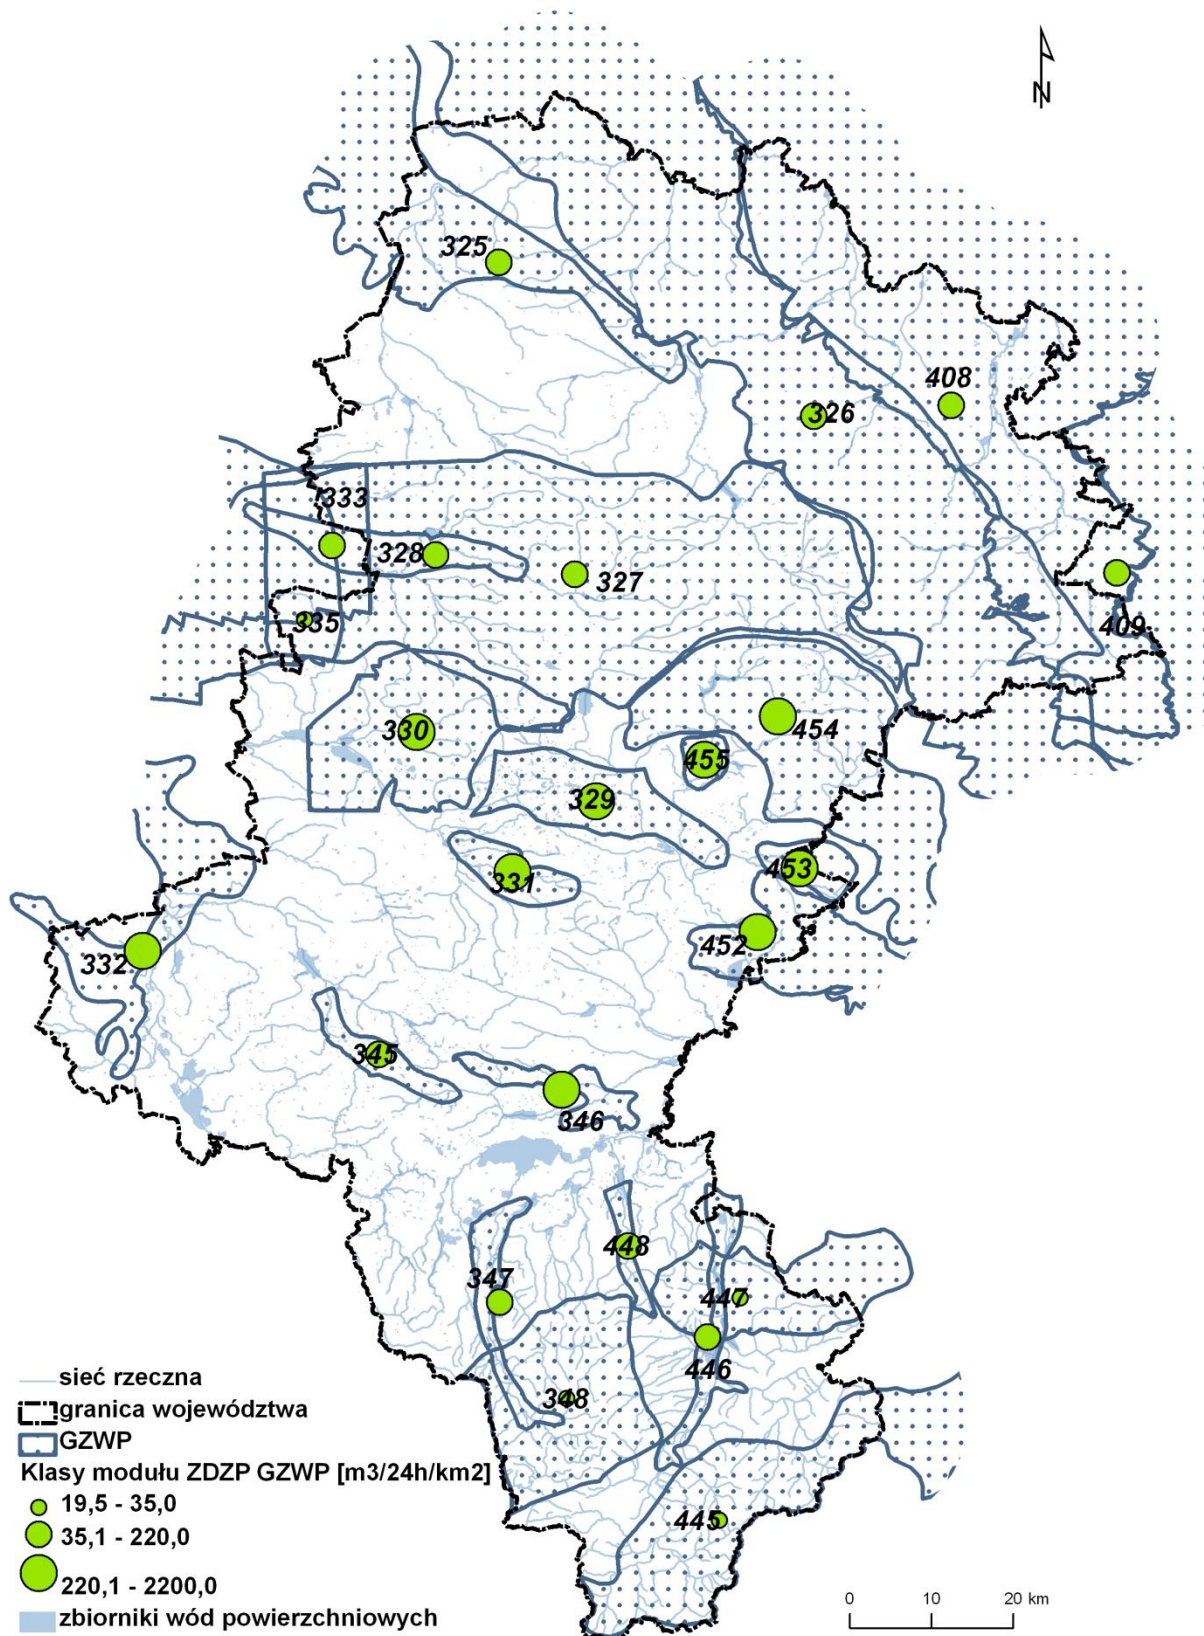 N
325
408
326
333
328
327
335
409
330
454
455
329
453
331
452
332
345
346
448
347
447
446
348
445
sieć rzeczna
granica województwa
GZWP
Klasy modułu ZDZP GZWP [m3/24h/km2]
19,5 - 35,0
35,1 - 220,0
220,1 - 2200,0
zbiorniki wód powierzchniowych
0 10 20 km